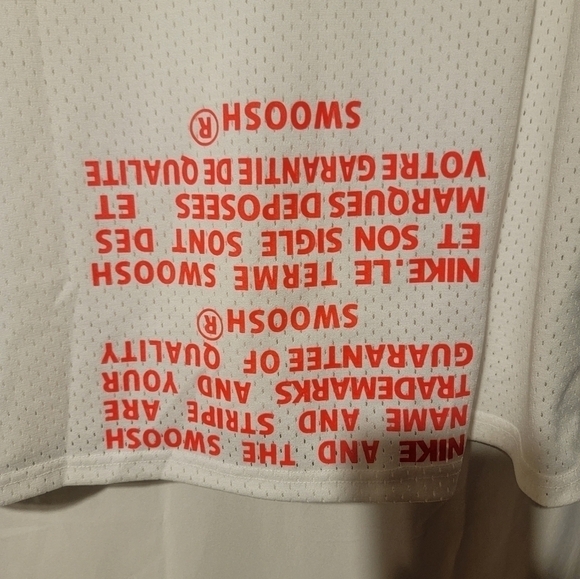 NIKE AND THE SWOOSH
NAME AND STRIPE ARE
TRADEMARKS AND YOUR
GUARANTEE OF QUALITY
SWOOSH®
NIKE.LE TERME SWOOSH
ET SON SIGLE SONT DES
MARQUES DEPOSEES ET
VOTRE GARANTIE DE QUALITE
SWOOSH®